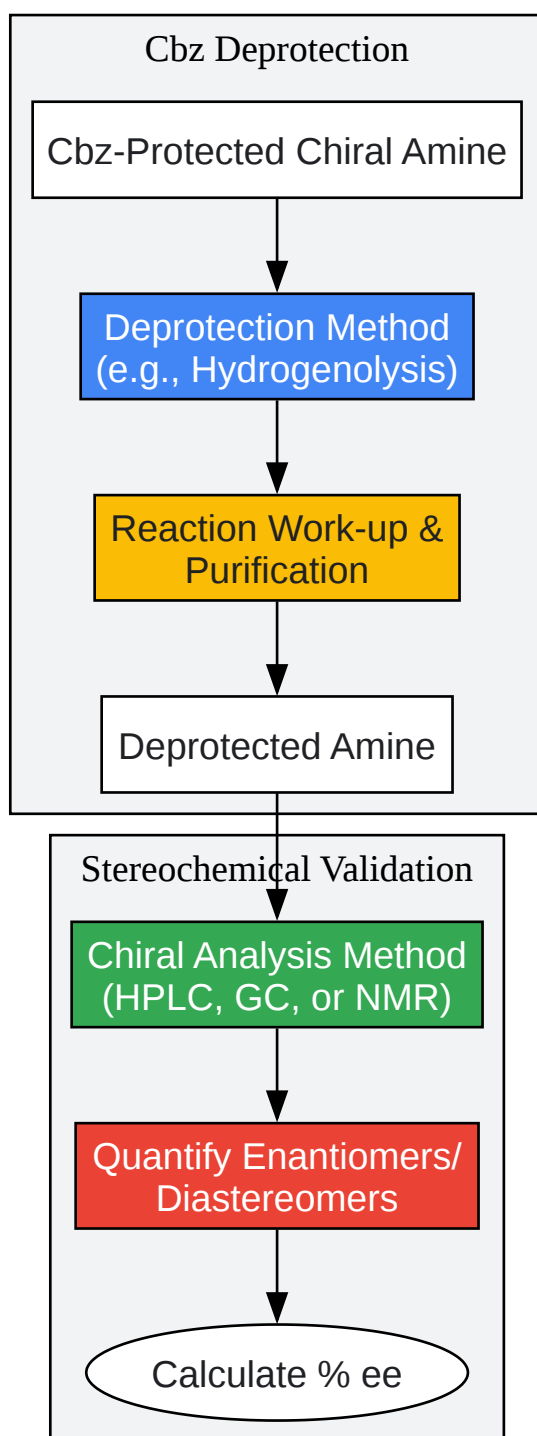 Cbz Deprotection
Cbz-Protected Chiral Amine
Deprotection Method
(e.g., Hydrogenolysis)
Reaction Work-up &
Purification
Deprotected Amine
Stereochemical Validation
Chiral Analysis Method
(HPLC, GC, or NMR)
Quantify Enantiomers/
Diastereomers
Calculate % ee